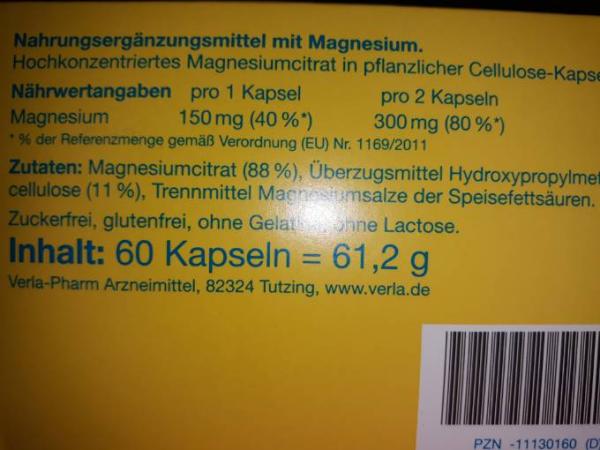 Nahrungsergänzungsmittel mit Magnesium.
Hochkonzentriertes Magnesiumcitrat in pflanzlicher Cellulose-Kapse
Nährwertangaben pro 1 Kapsel pro 2 Kapseln
Magnesium 150 mg (40 %*) 300 mg (80 %*)
* % der Referenzmenge gemäß Verordnung (EU) Nr. 1169/2011
Zutaten: Magnesiumcitrat (88 %), Überzugsmittel Hydroxypropylmet
cellulose (11 %), Trennmittel Magnesiumsalze der Speisefettsäuren.
Zuckerfrei, glutenfrei, ohne Gelatine, ohne Lactose.
Inhalt: 60 Kapseln = 61,2 g
Verla-Pharm Arzneimittel, 82324 Tutzing, www.verla.de
PZN -11130160 (D)